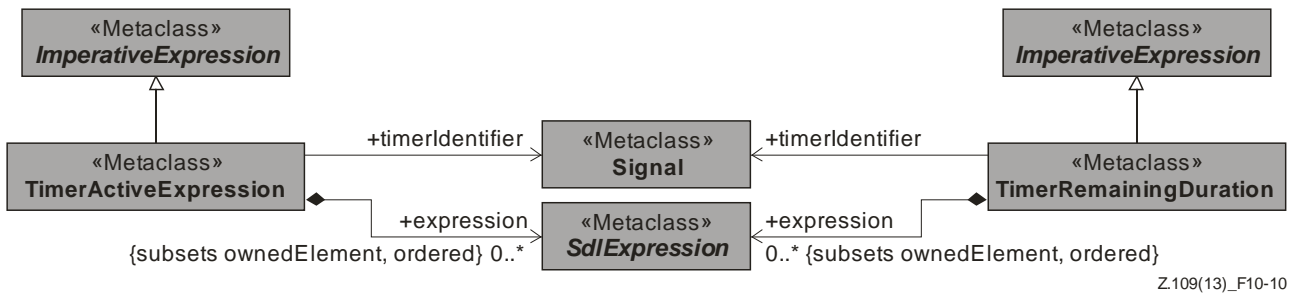 «Metaclass»
ImperativeExpression
«Metaclass»
ImperativeExpression
«Metaclass»
TimerActiveExpression
+timerIdentifier
«Metaclass»
Signal
+timerIdentifier
«Metaclass»
TimerRemainingDuration
+expression
{subsets ownedElement, ordered} 0..*
«Metaclass»
SdlExpression
+expression
0..* {subsets ownedElement, ordered}
Z.109(13)_F10-10